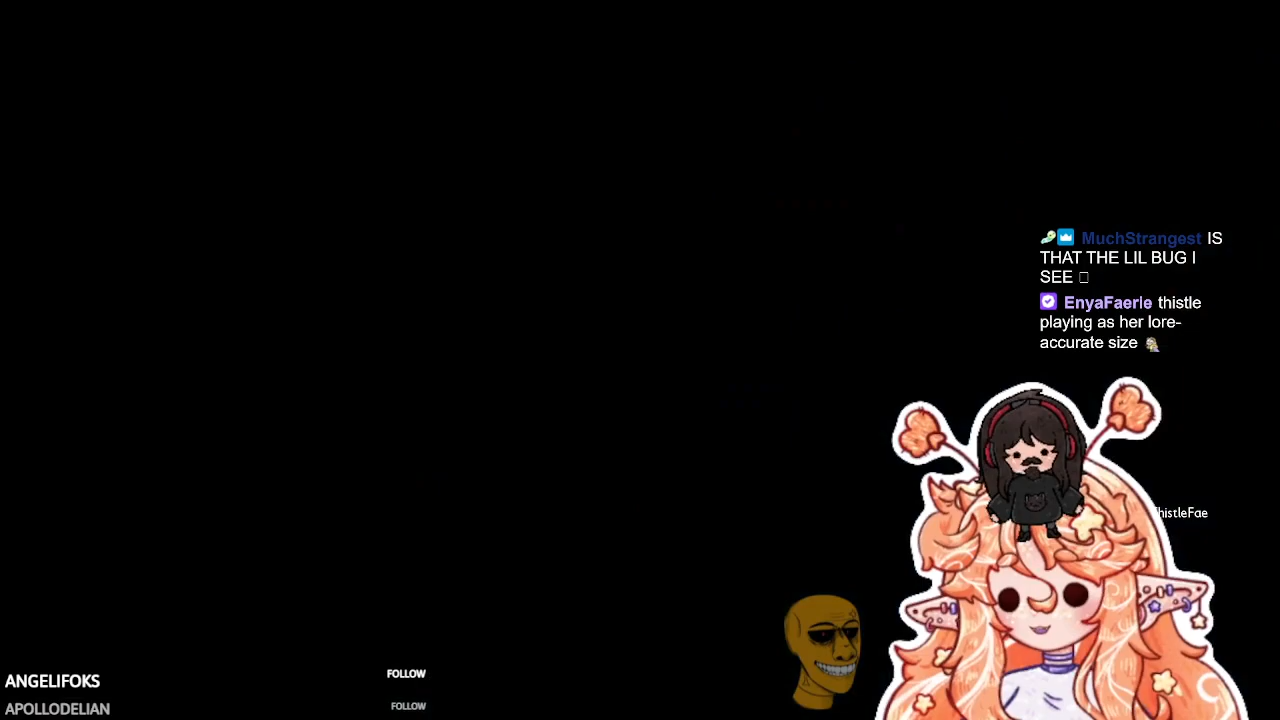 MuchStrangest IS
THAT THE LIL BUG I
SEE
EnyaFaerie thistle
playing as her lore-
accurate size
histleFae
ANGELIFOKS FOLLOW
APOLLODELIAN FOLLOW